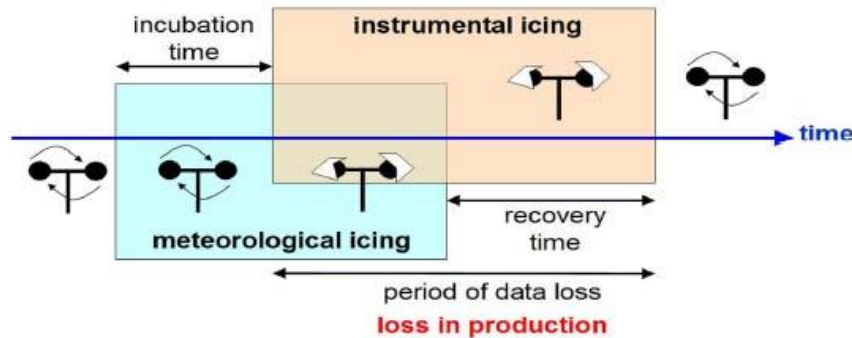 incubation
time
instrumental icing
time
meteorological icing
recovery
time
period of data loss
loss in production